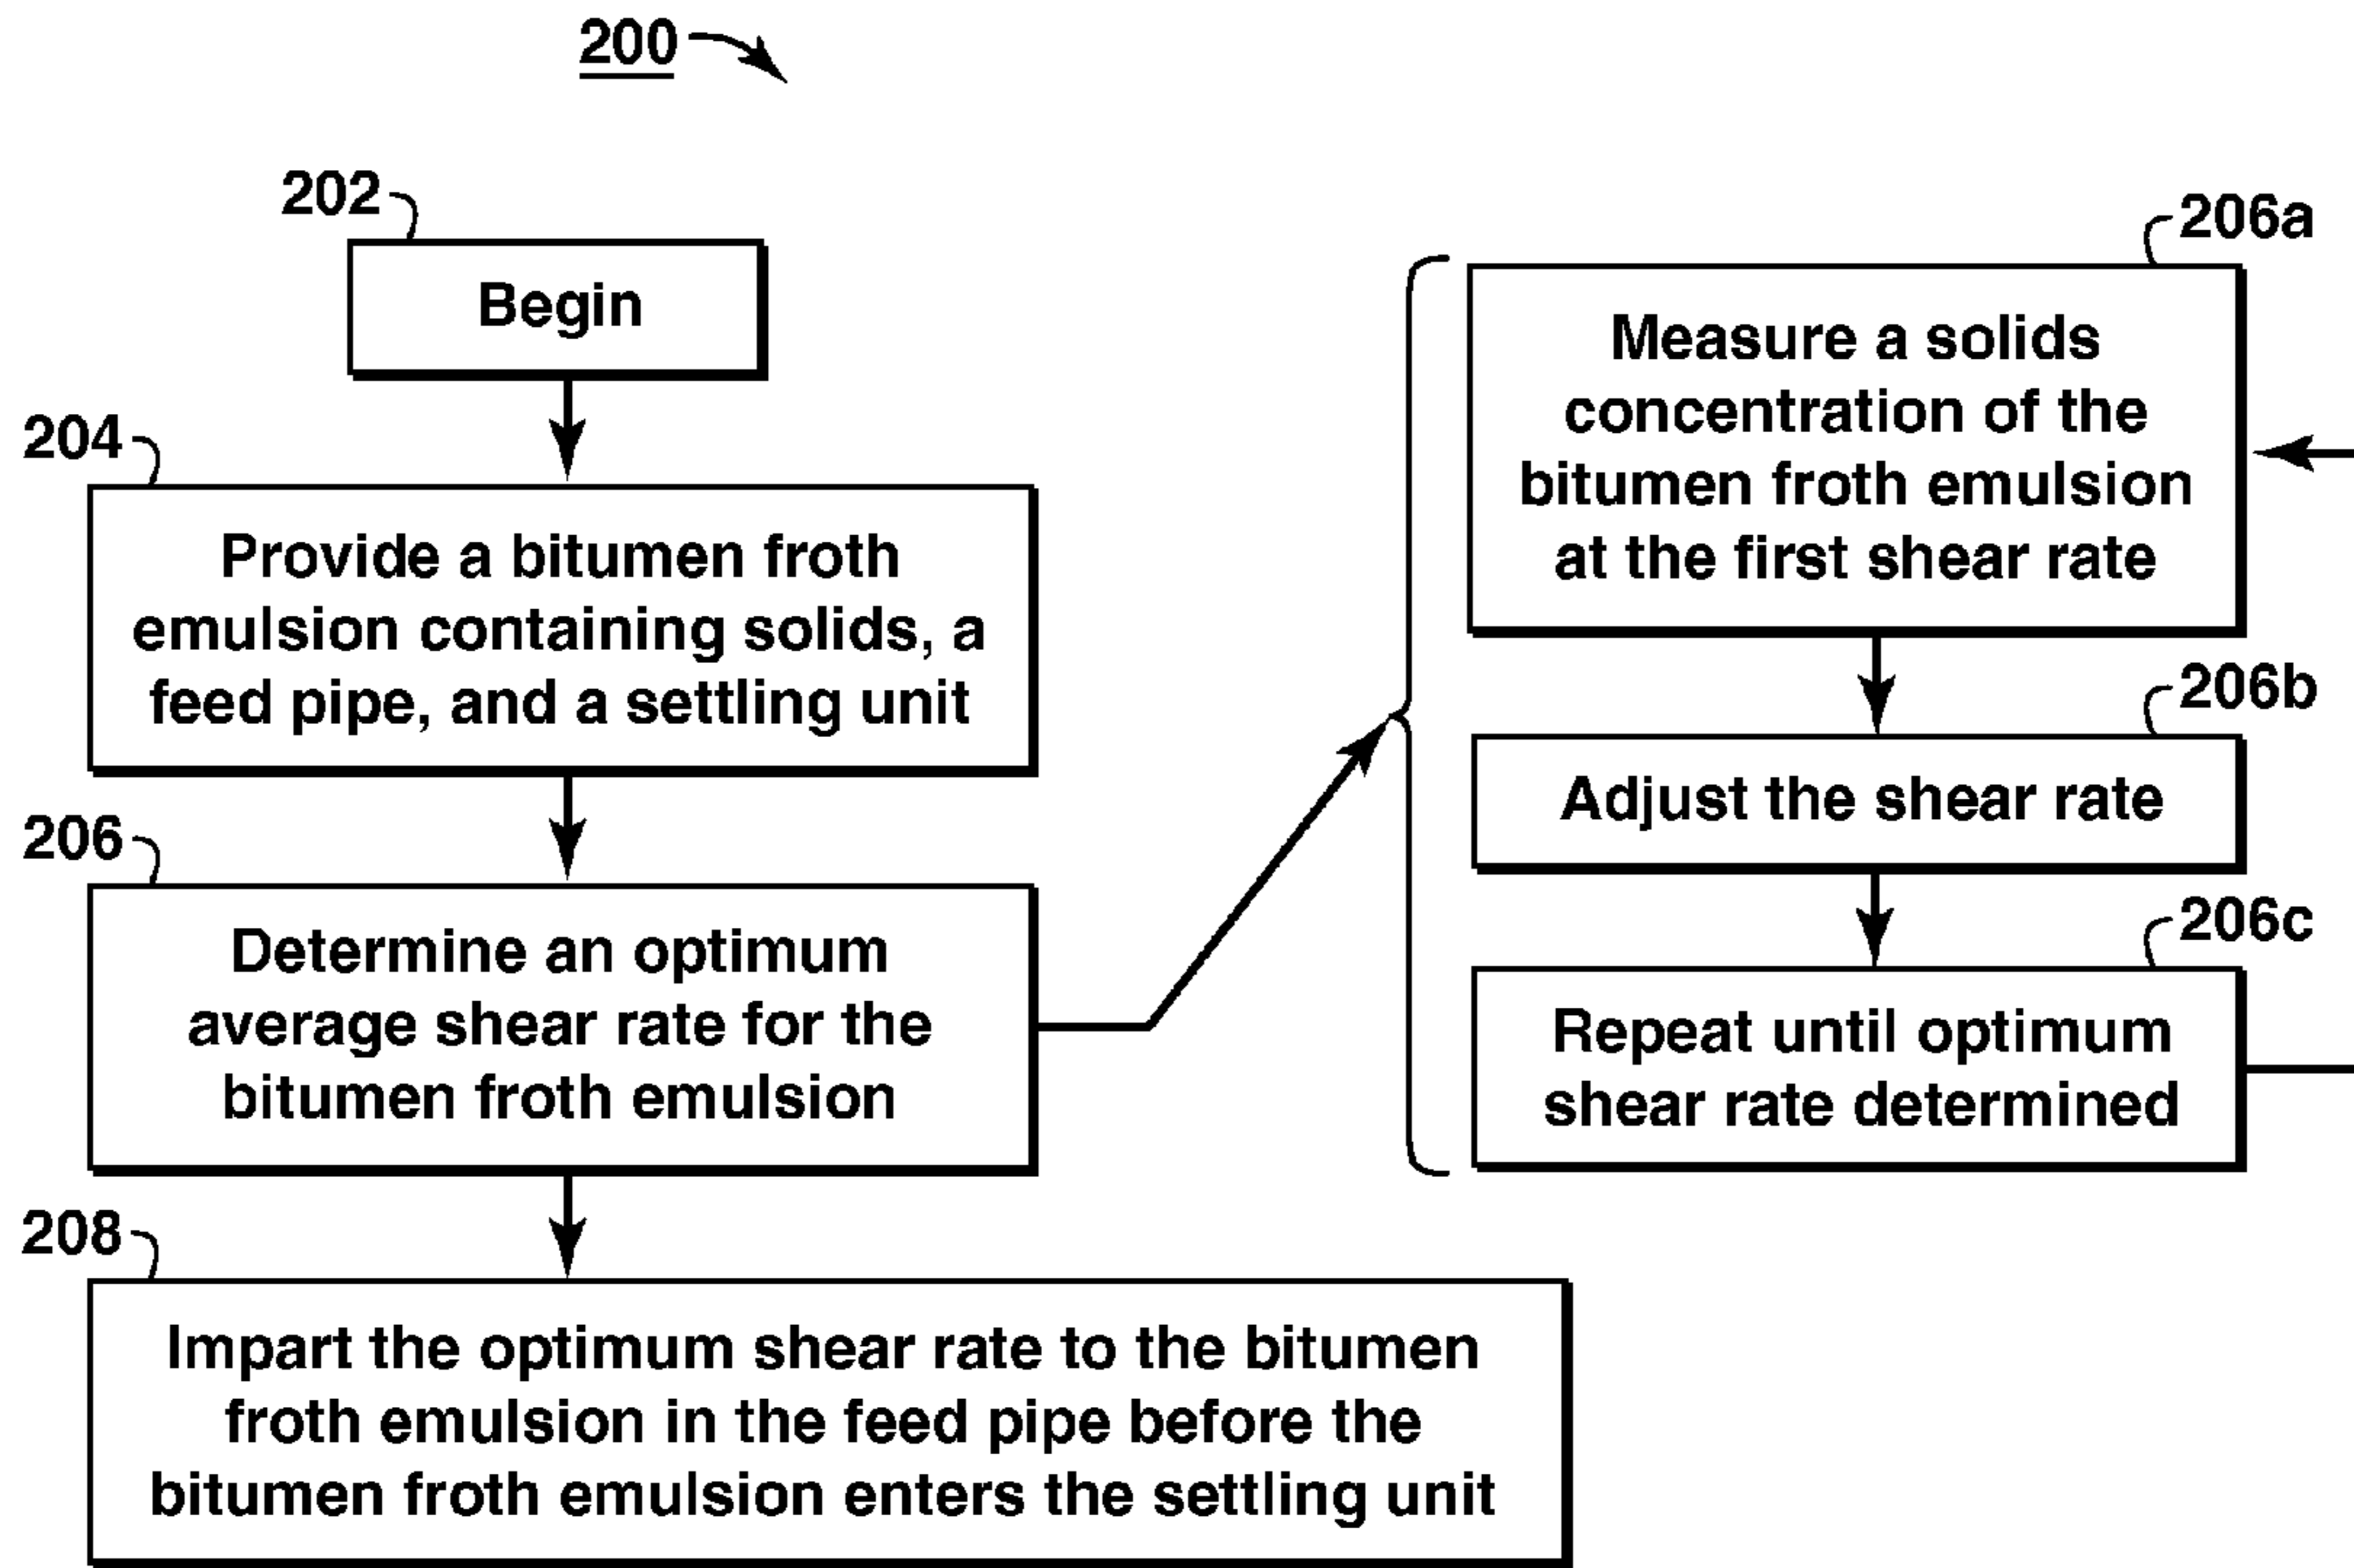 200
202
Begin
204
Provide a bitumen froth
emulsion containing solids, a
feed pipe, and a settling unit
206
Determine an optimum
average shear rate for the
bitumen froth emulsion
208
Impart the optimum shear rate to the bitumen
froth emulsion in the feed pipe before the
bitumen froth emulsion enters the settling unit
206a
Measure a solids
concentration of the
bitumen froth emulsion
at the first shear rate
206b
Adjust the shear rate
206c
Repeat until optimum
shear rate determined